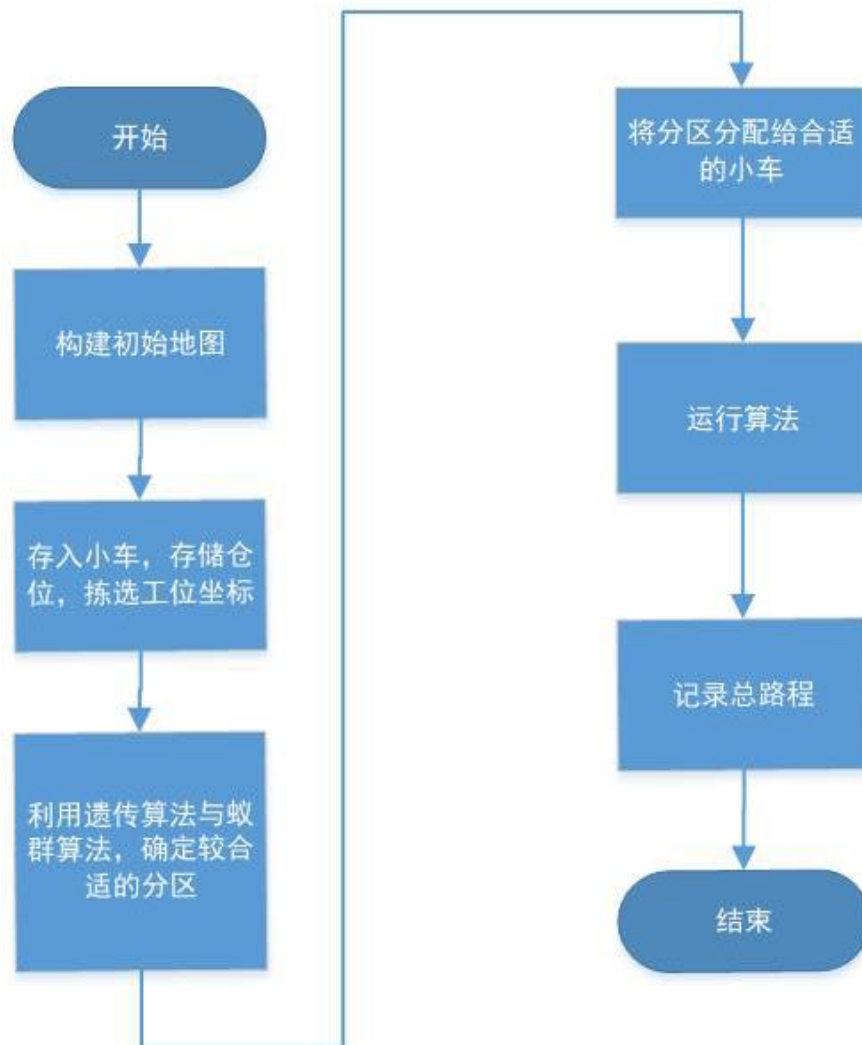 开始
构建初始地图
存入小车，存储仓
位，拣选工位坐标
利用遗传算法与蚁
群算法，确定较合
适的分区
将分区分配给合适
的小车
运行算法
记录总路程
结束